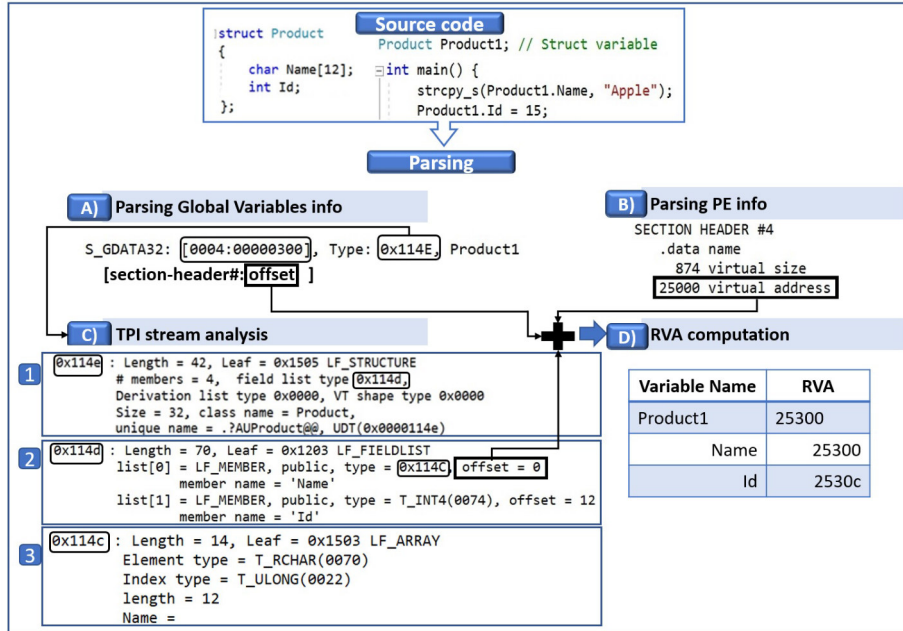 Source code
struct Product
{
char Name[12];
int Id;
};
Product Product1; // Struct variable
int main() {
strcpy_s(Product1.Name, "Apple");
Product1.Id = 15;
Parsing
A) Parsing Global Variables info
S_GDATA32: [0004:00000300], Type: 0x114E, Product1
[section-header#:offset ]
B) Parsing PE info
SECTION HEADER #4
.data name
874 virtual size
25000 virtual address
C) TPI stream analysis
1
0x114e : Length = 42, Leaf = 0x1505 LF_STRUCTURE
# members = 4, field list type 0x114d,
Derivation list type 0x0000, VT shape type 0x0000
Size = 32, class name = Product,
unique name = .?AUProduct@@, UDT(0x0000114e)
2
0x114d : Length = 70, Leaf = 0x1203 LF_FIELDLIST
list[0] = LF_MEMBER, public, type = 0x114C, offset = 0
member name = 'Name'
list[1] = LF_MEMBER, public, type = T_INT4(0074), offset = 12
member name = 'Id'
3
0x114c : Length = 14, Leaf = 0x1503 LF_ARRAY
Element type = T_RCHAR(0070)
Index type = T_ULONG(0022)
length = 12
Name =
D) RVA computation
Variable Name RVA
Product1 25300
Name 25300
Id 2530c